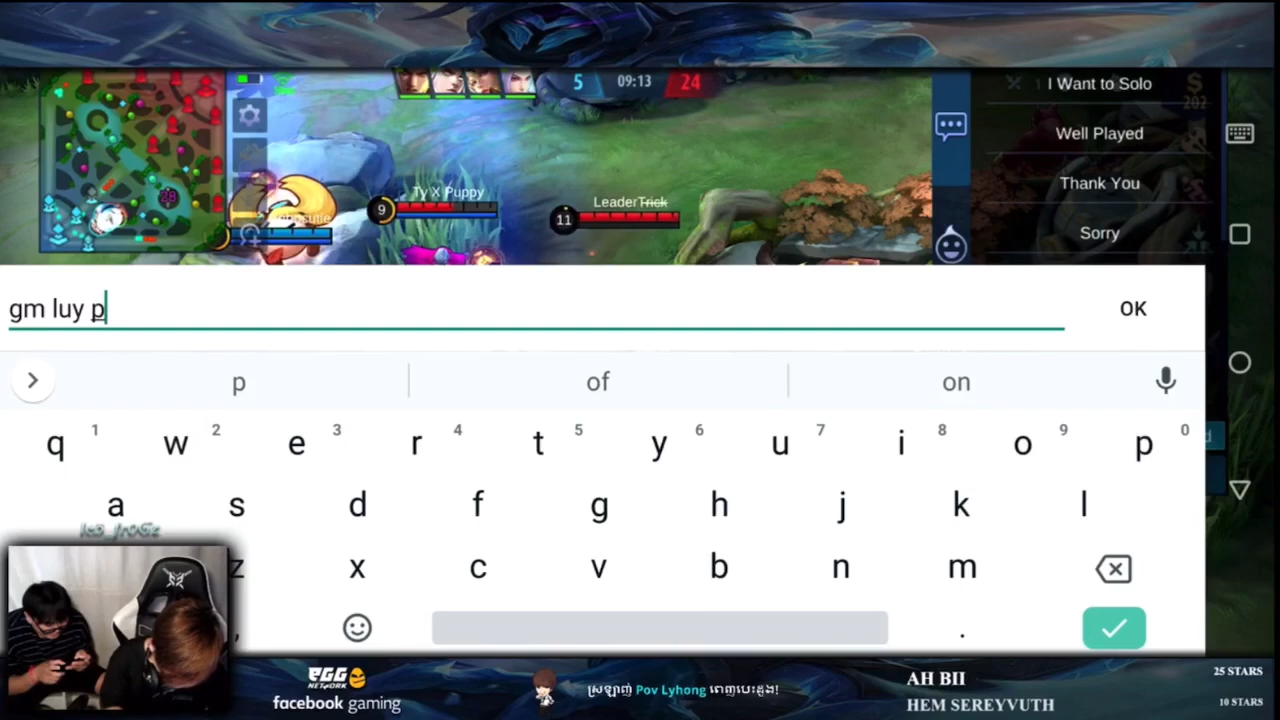 5 09:13 24
I Want to Solo
Well Played
Thank You
Sorry
Ty X Puppy
9
LeaderTrick
11
gm luy p
OK
p of on
q 1 w 2 e 3 r 4 t 5 y 6 u 7 i 8 o 9 p 0
a s d f g h j k l
z x c v b n m
, .
EGG
NETWORK
facebook gaming
ស្រឡាញ់ Pov Lyhong ពេញបេះដូង!
AH BII
HEM SEREYVUTH
25 STARS
10 STARS